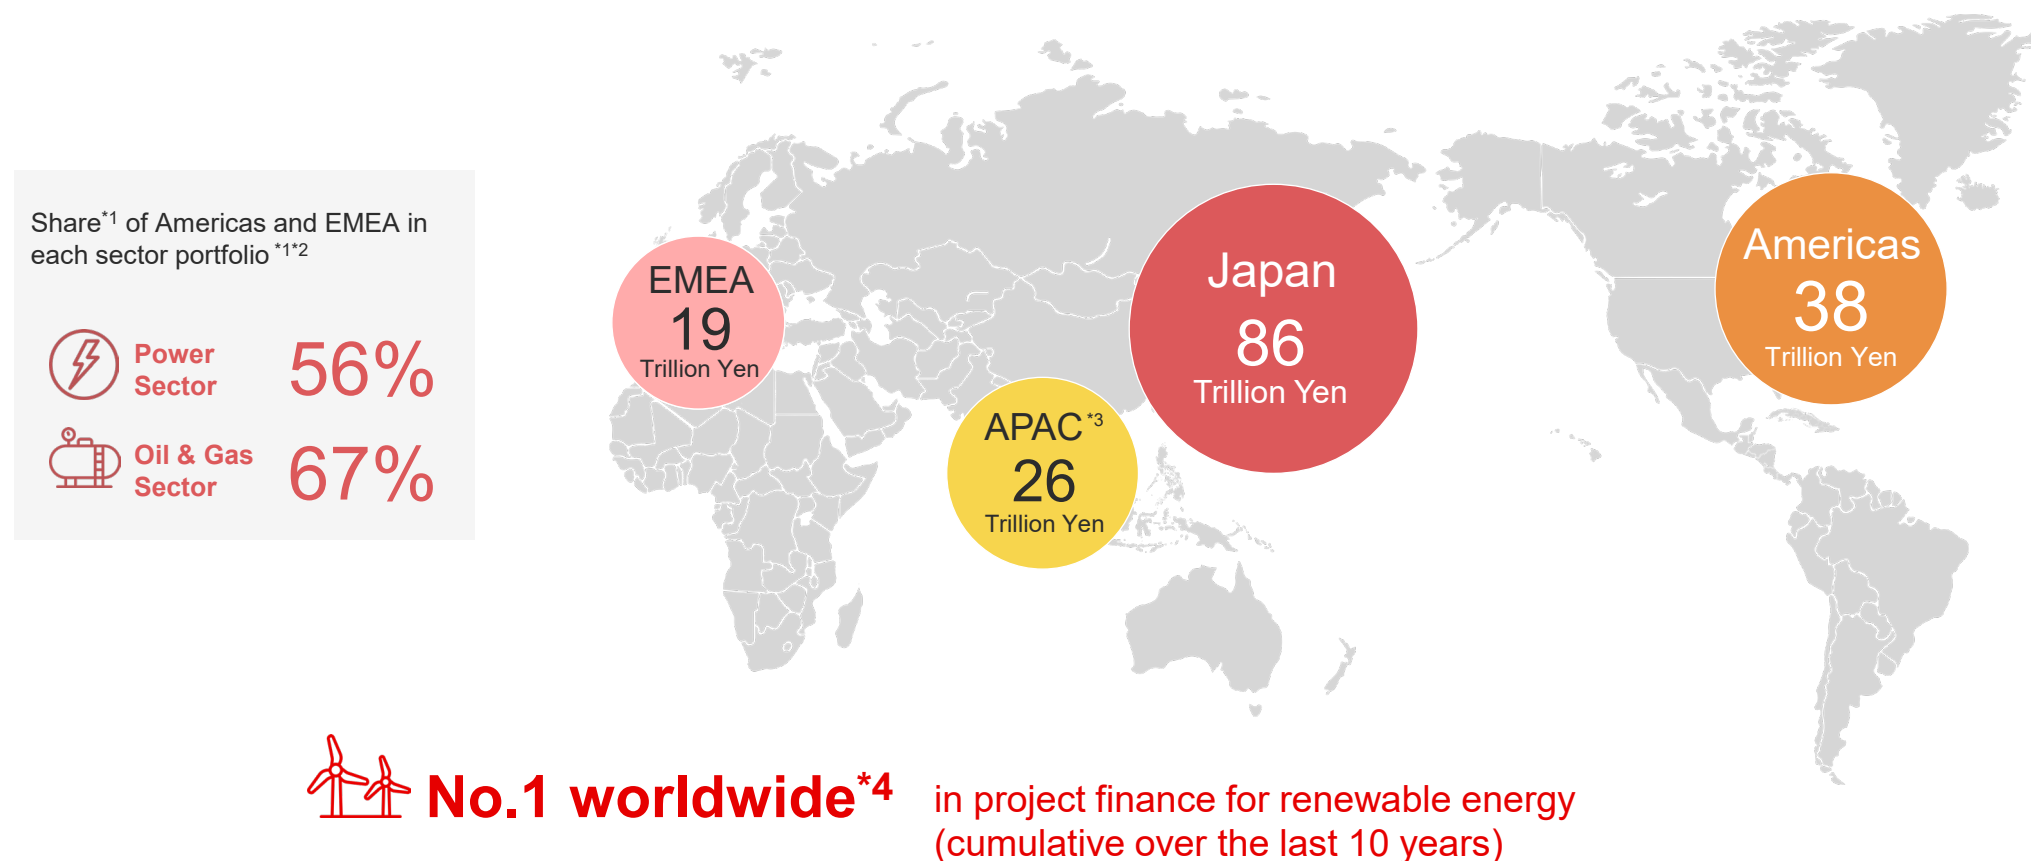 Share*1 of Americas and EMEA in
each sector portfolio *1*2
Power
Sector
56%
Oil & Gas
Sector
67%
EMEA
19
Trillion Yen
APAC*3
26
Trillion Yen
Japan
86
Trillion Yen
Americas
38
Trillion Yen
No.1 worldwide*4
in project finance for renewable energy
(cumulative over the last 10 years)